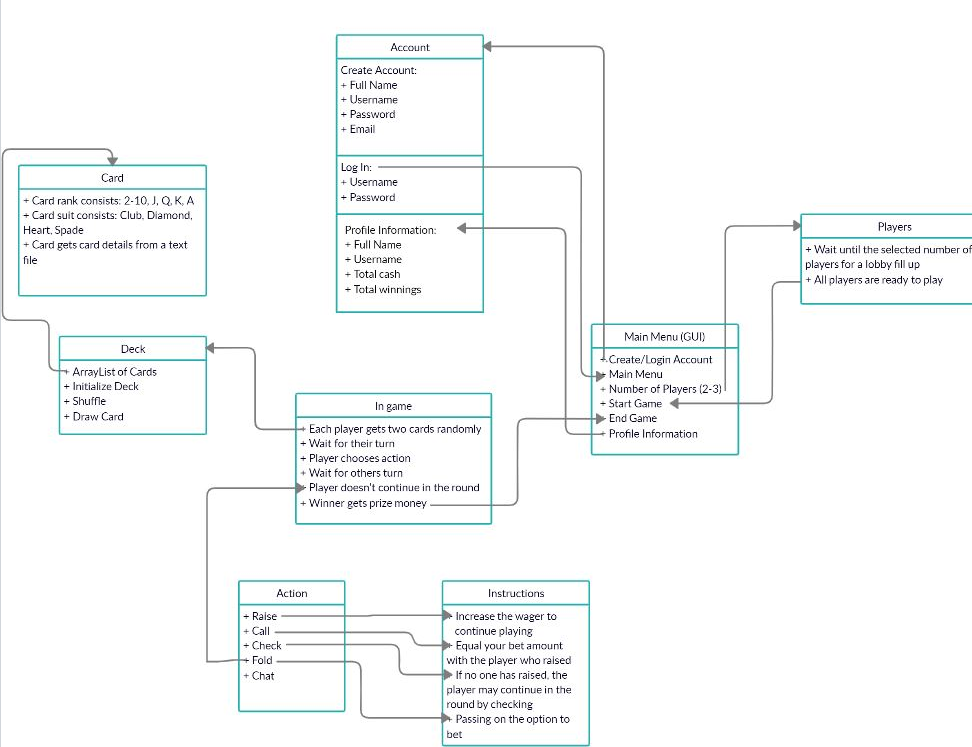 Account
Create Account:
+ Full Name
+ Username
+ Password
+ Email
Log In:
+ Username
+ Password
Profile Information:
+ Full Name
+ Username
+ Total cash
+ Total winnings
Card
+ Card rank consists: 2-10, J, Q, K, A
+ Card suit consists: Club, Diamond,
Heart, Spade
+ Card gets card details from a text
file
Players
+ Wait until the selected number of
players for a lobby fill up
+ All players are ready to play
Main Menu (GUI)
+ Create/Login Account
+ Main Menu
+ Number of Players (2-3)
+ Start Game
+ End Game
+ Profile Information
Deck
+ ArrayList of Cards
+ Initialize Deck
+ Shuffle
+ Draw Card
In game
+ Each player gets two cards randomly
+ Wait for their turn
+ Player chooses action
+ Wait for others turn
+ Player doesn't continue in the round
+ Winner gets prize money
Action
+ Raise
+ Call
+ Check
+ Fold
+ Chat
Instructions
+ Increase the wager to
continue playing
+ Equal your bet amount
with the player who raised
+ If no one has raised, the
player may continue in the
round by checking
+ Passing on the option to
bet